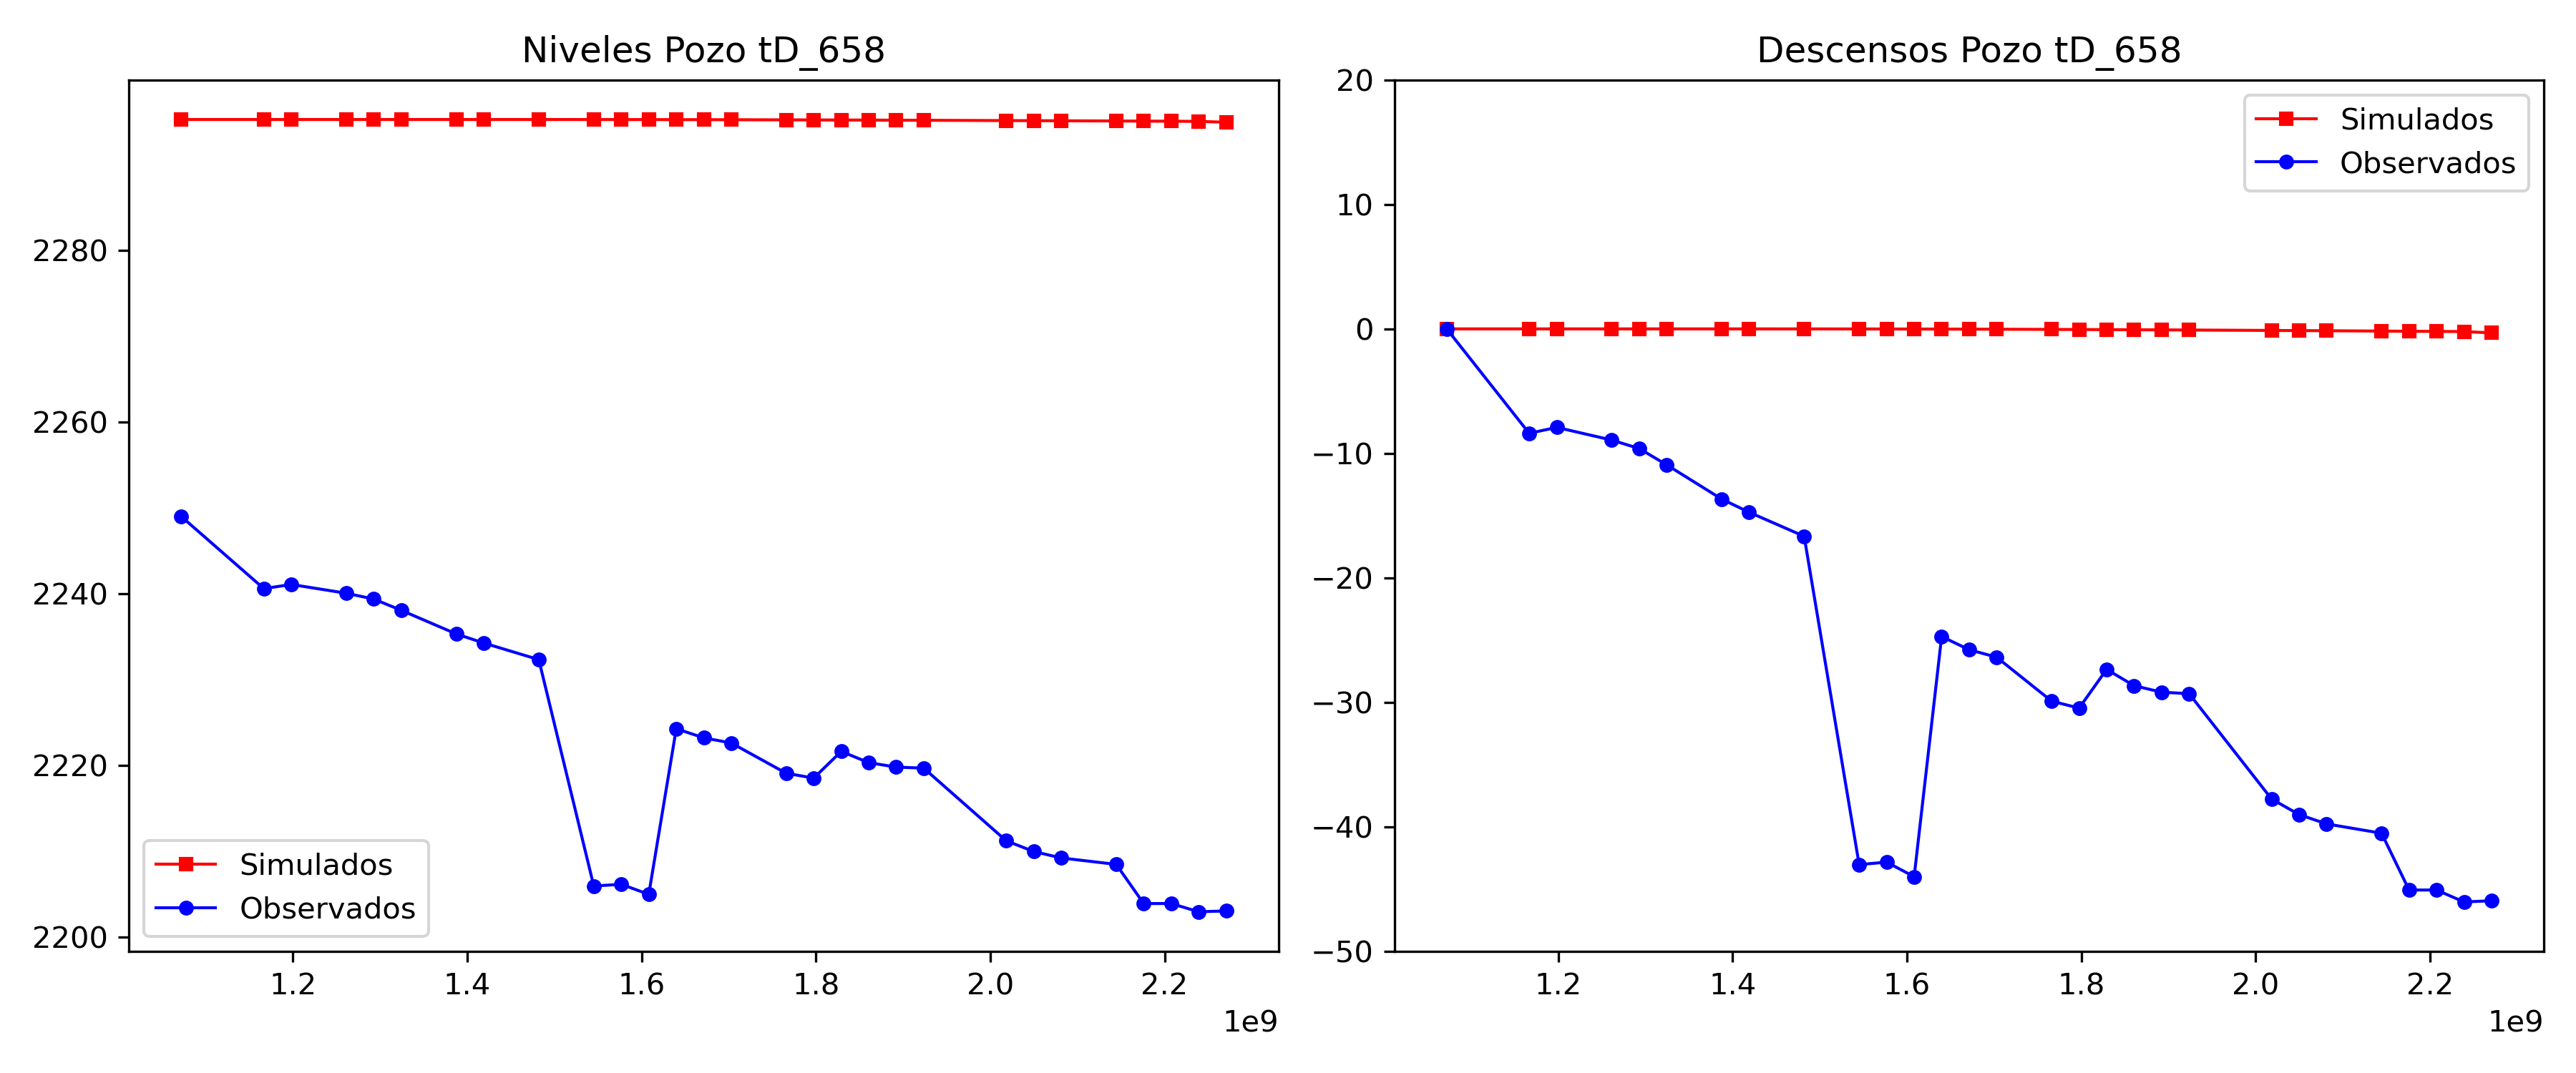 Niveles Pozo tD_658
2280
2260
2240
2220
2200
Simulados
Observados
1.2 1.4 1.6 1.8 2.0 2.2
1e9
Descensos Pozo tD_658
20
10
0
−10
−20
−30
−40
−50
Simulados
Observados
1.2 1.4 1.6 1.8 2.0 2.2
1e9